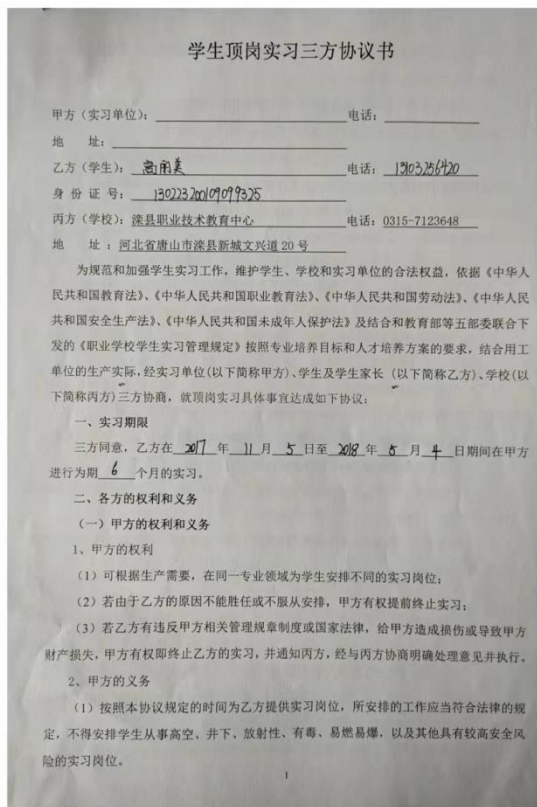 学生顶岗实习三方协议书
甲方（实习单位）：电话：
地 址：
乙方（学生）：电话：13103256420
身份证号：130223200109099325
丙方（学校）：滦县职业技术教育中心 电话：0315-7123648
地 址：河北省唐山市滦县新城文兴道 20 号
为规范和加强学生实习工作，维护学生、学校和实习单位的合法权益，依据《中华人
民共和国教育法》、《中华人民共和国职业教育法》、《中华人民共和国劳动法》、《中华人民
共和国安全生产法》、《中华人民共和国未成年人保护法》及结合和教育部等五部委联合下
发的《职业学校学生实习管理规定》按照专业培养目标和人才培养方案的要求，结合用工
单位的生产实际，经实习单位(以下简称甲方)、学生及学生家长 (以下简称乙方)、学校(以
下简称丙方)三方协商，就顶岗实习具体事宜达成如下协议：
一、实习期限
三方同意，乙方在 2017 年 11 月 5 日至 2018 年 5 月 4 日期间在甲方
进行为期 6 个月的实习。
二、各方的权利和义务
（一）甲方的权利和义务
1、甲方的权利
（1）可根据生产需要，在同一专业领域为学生安排不同的实习岗位；
（2）若由于乙方的原因不能胜任或不服从安排，甲方有权提前终止实习；
（3）若乙方有违反甲方相关管理规章制度或国家法律，给甲方造成损伤或导致甲方
财产损失，甲方有权即终止乙方的实习，并通知丙方，经与丙方协商明确处理意见并执行。
2、甲方的义务
（1）按照本协议规定的时间为乙方提供实习岗位，所安排的工作应当符合法律的规
定，不得安排学生从事高空、井下、放射性、有毒、易燃易爆，以及其他具有较高安全风
险的实习岗位。
1